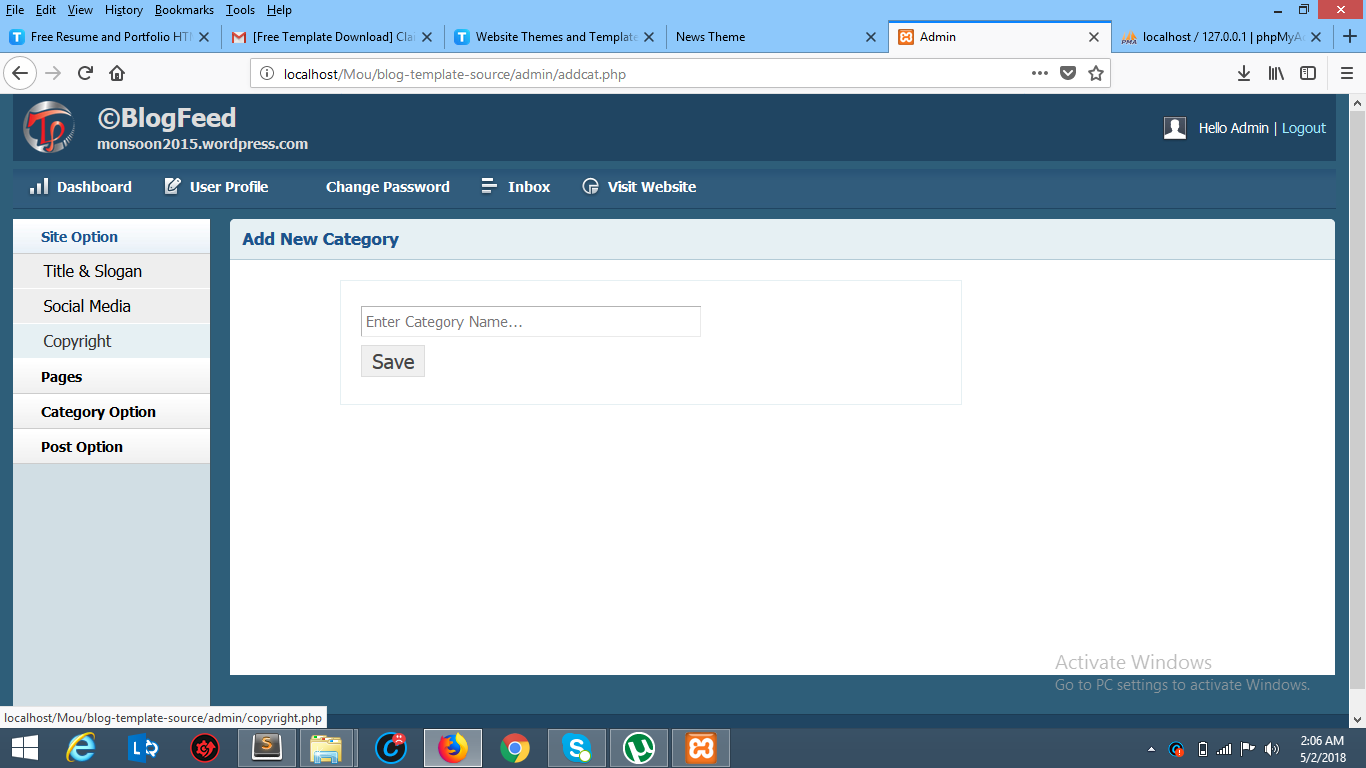 File Edit View History Bookmarks Tools Help
Free Resume and Portfolio HTM
[Free Template Download] Clai
Website Themes and Template
News Theme
Admin
localhost / 127.0.0.1 | phpMyAd
localhost/Mou/blog-template-source/admin/addcat.php
©BlogFeed
monsoon2015.wordpress.com
Hello Admin | Logout
Dashboard User Profile Change Password Inbox Visit Website
Site Option
Title & Slogan
Social Media
Copyright
Pages
Category Option
Post Option
Add New Category
Enter Category Name...
Save
Activate Windows
Go to PC settings to activate Windows.
localhost/Mou/blog-template-source/admin/copyright.php
2:06 AM
5/2/2018